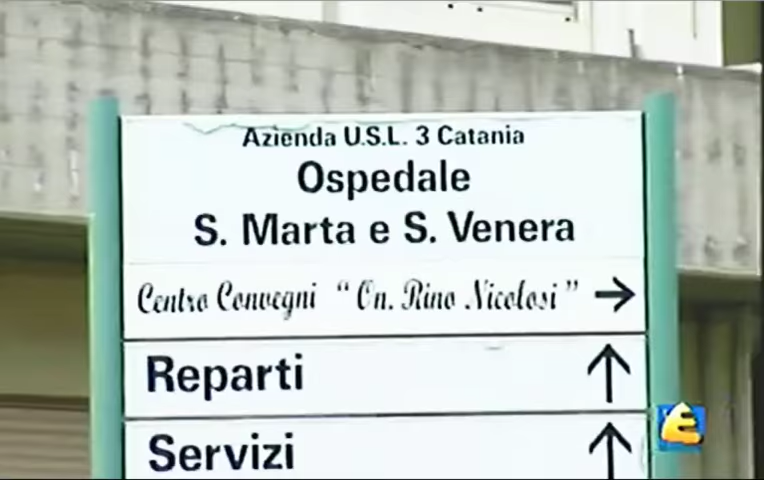 Azienda U.S.L. 3 Catania
Ospedale
S. Marta e S. Venera
Centro Convegni "On. Rino Nicolosi" →
Reparti ↑
Servizi ↑
E